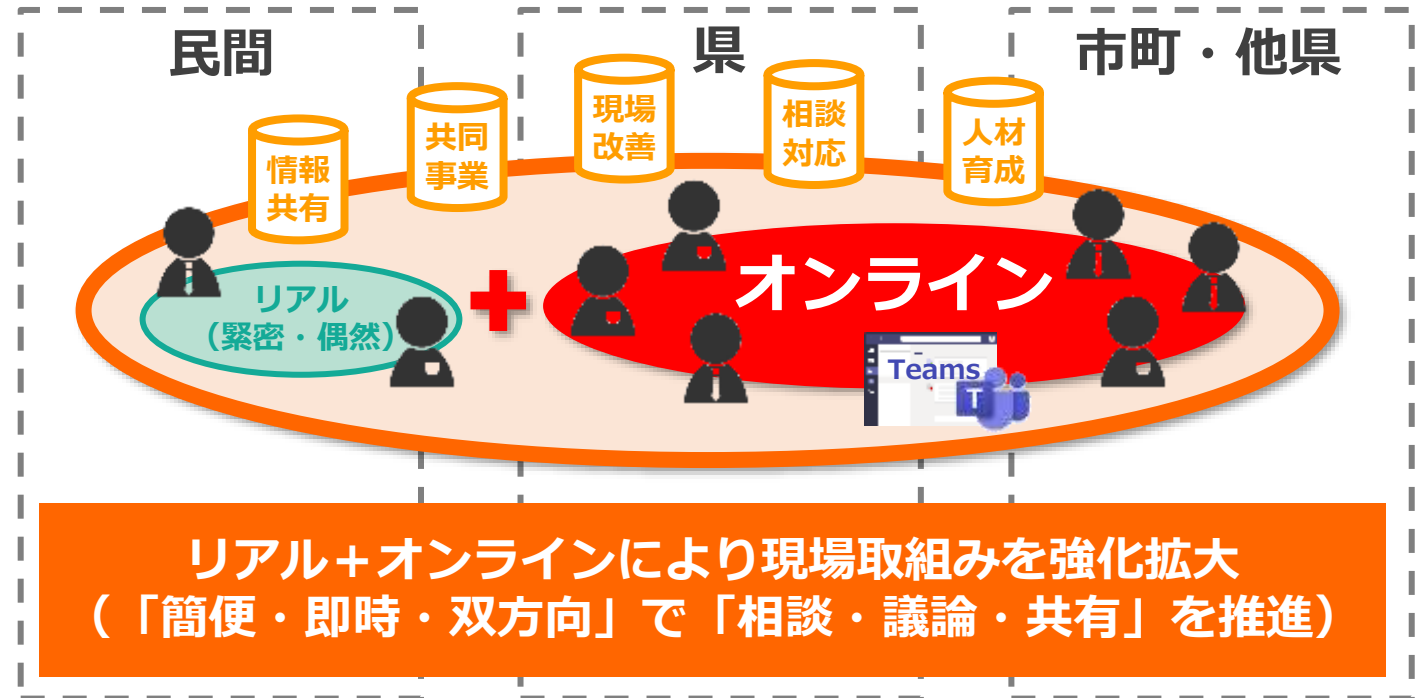 民間
県
市町・他県
情報
共有
共同
事業
現場
改善
相談
対応
人材
育成
リアル
（緊密・偶然）
オンライン
Teams
T
リアル＋オンラインにより現場取組みを強化拡大
（「簡便・即時・双方向」で「相談・議論・共有」を推進）